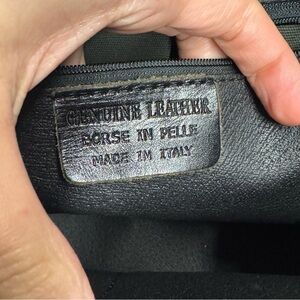 GENUINE LEATHER
BORSE IN PELLE
MADE IN ITALY